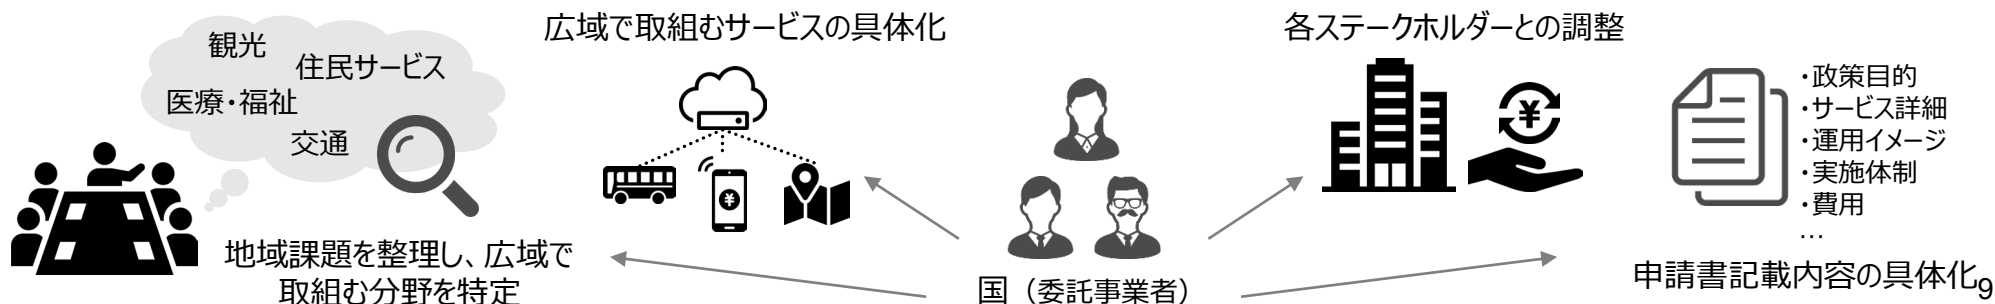 観光
住民サービス
医療・福祉
交通
地域課題を整理し、広域で
取組む分野を特定
広域で取組むサービスの具体化
¥
国（委託事業者）
各ステークホルダーとの調整
¥
・政策目的
・サービス詳細
・運用イメージ
・実施体制
・費用
…
申請書記載内容の具体化
9